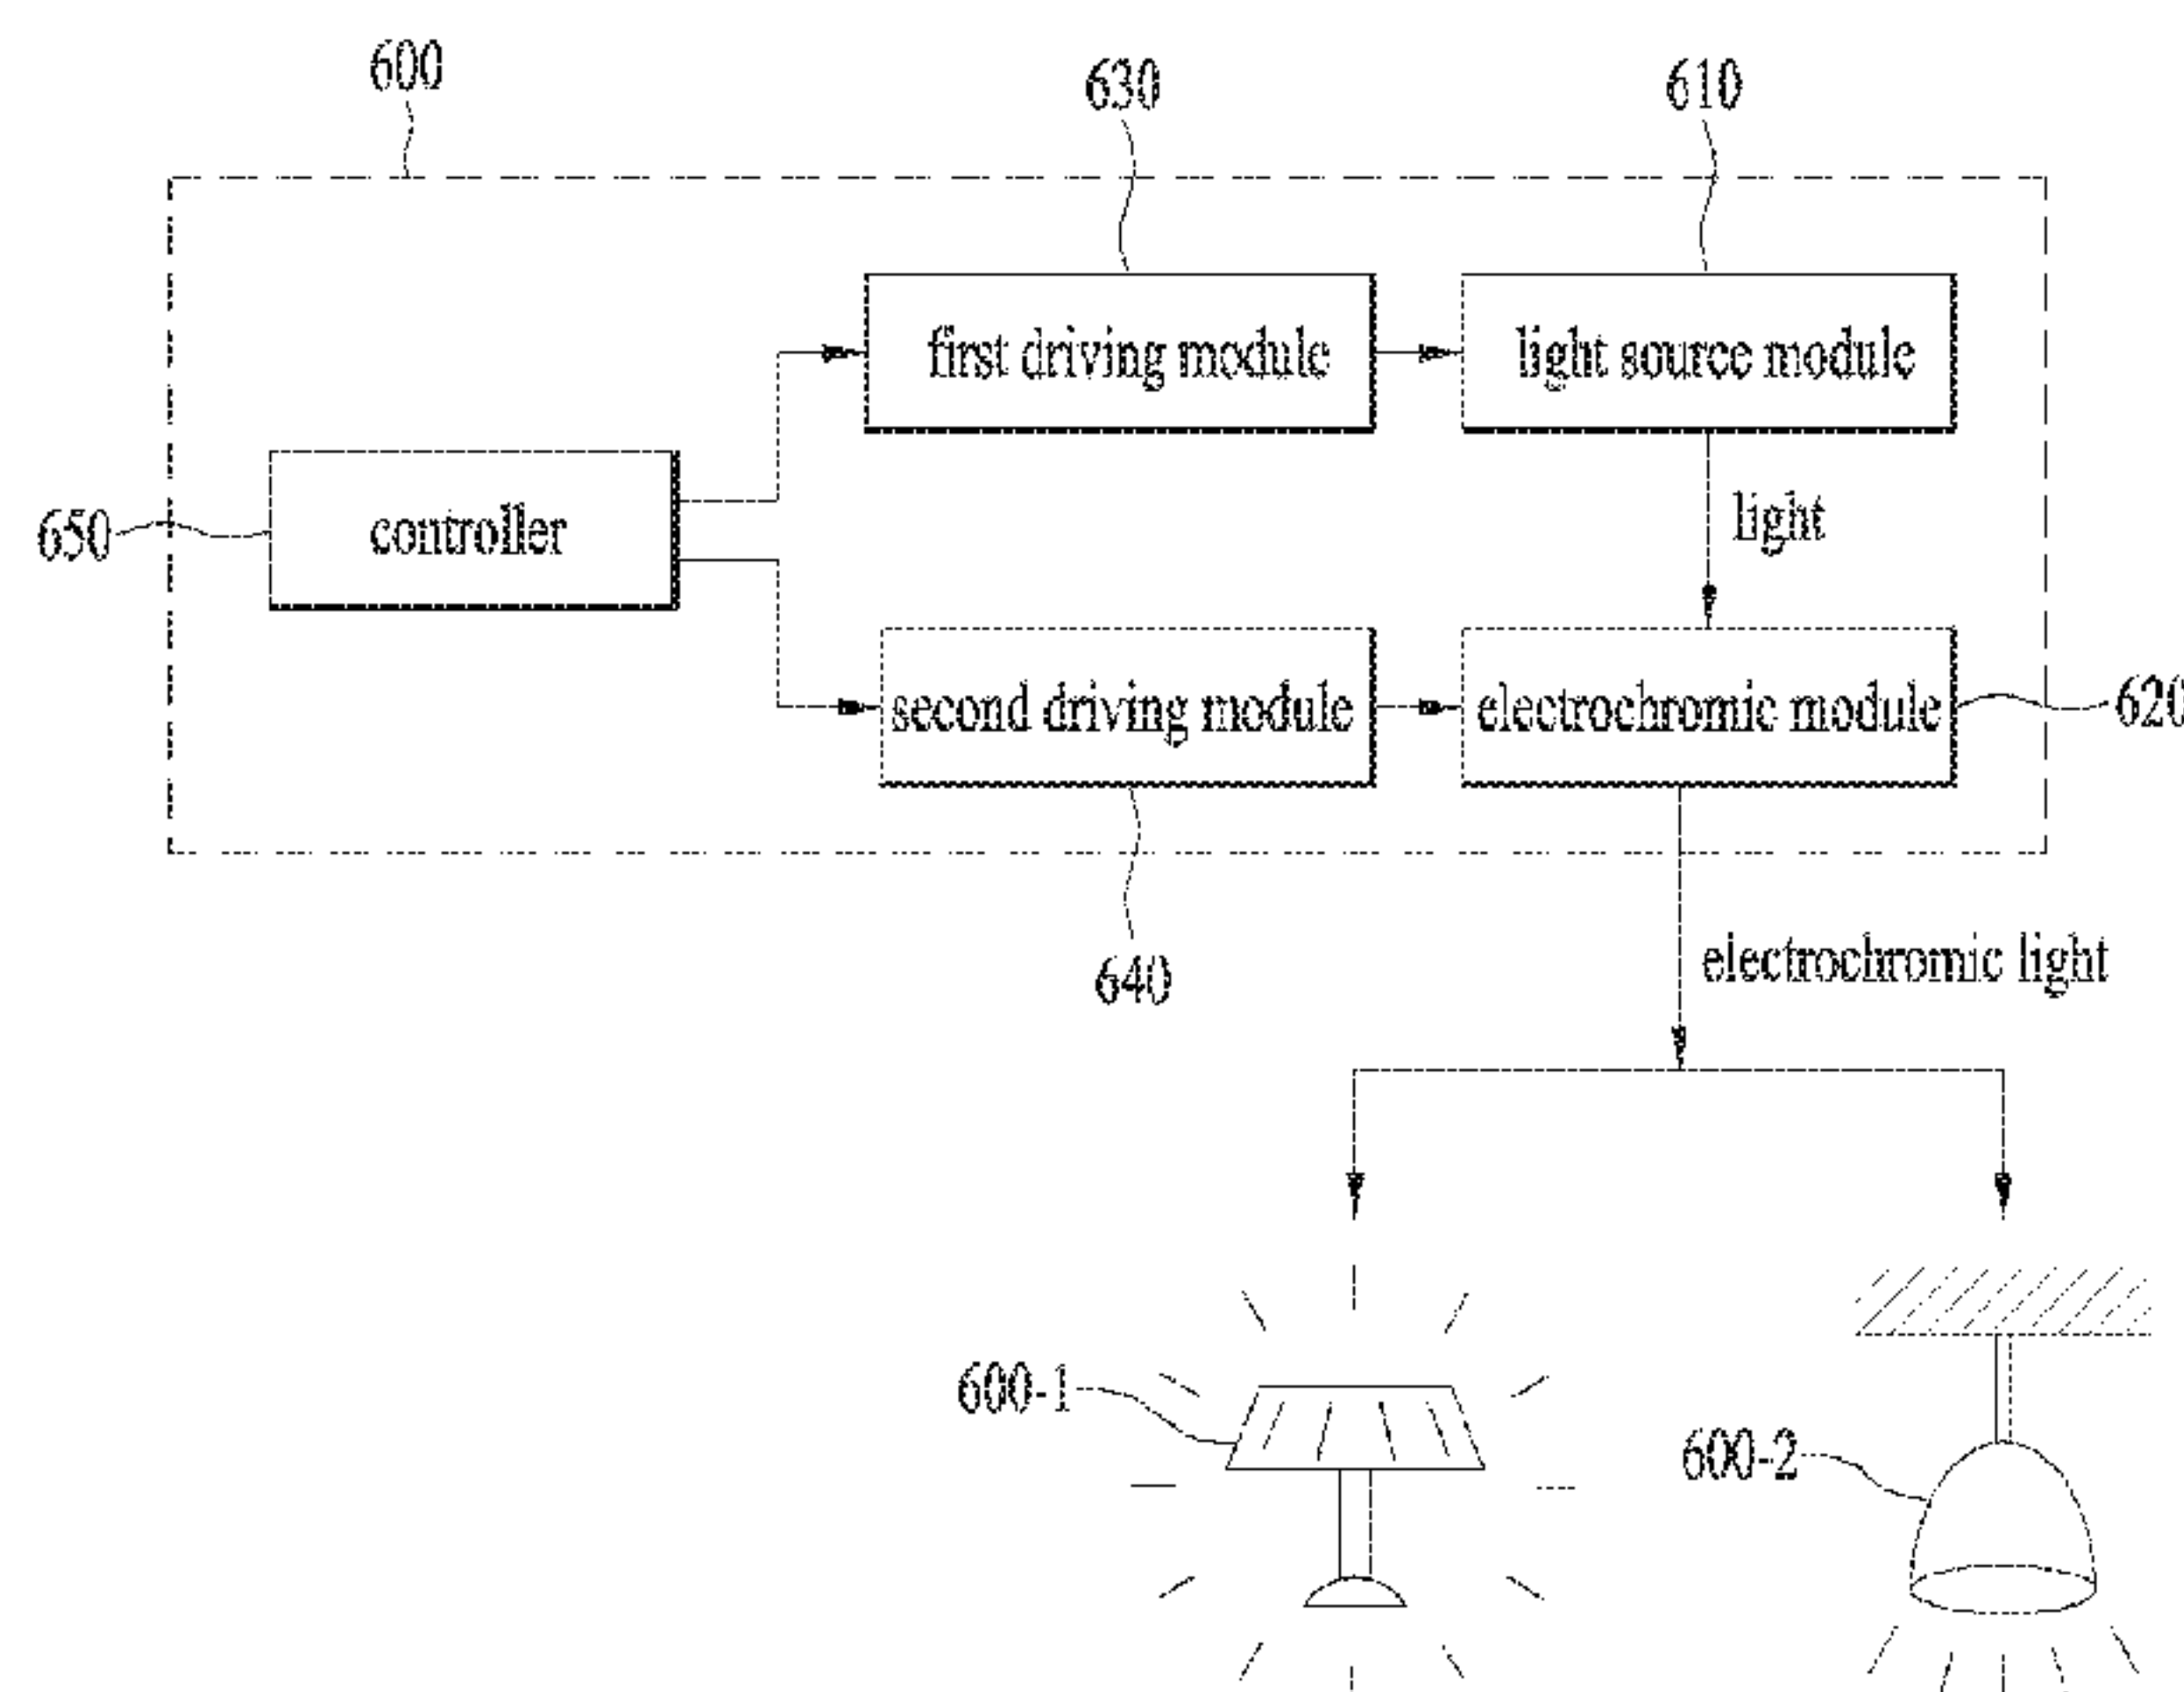 600
630
610
first driving module
light source module
650
controller
light
second driving module
electrochromic module
620
640
electrochromic light
600-1
600-2